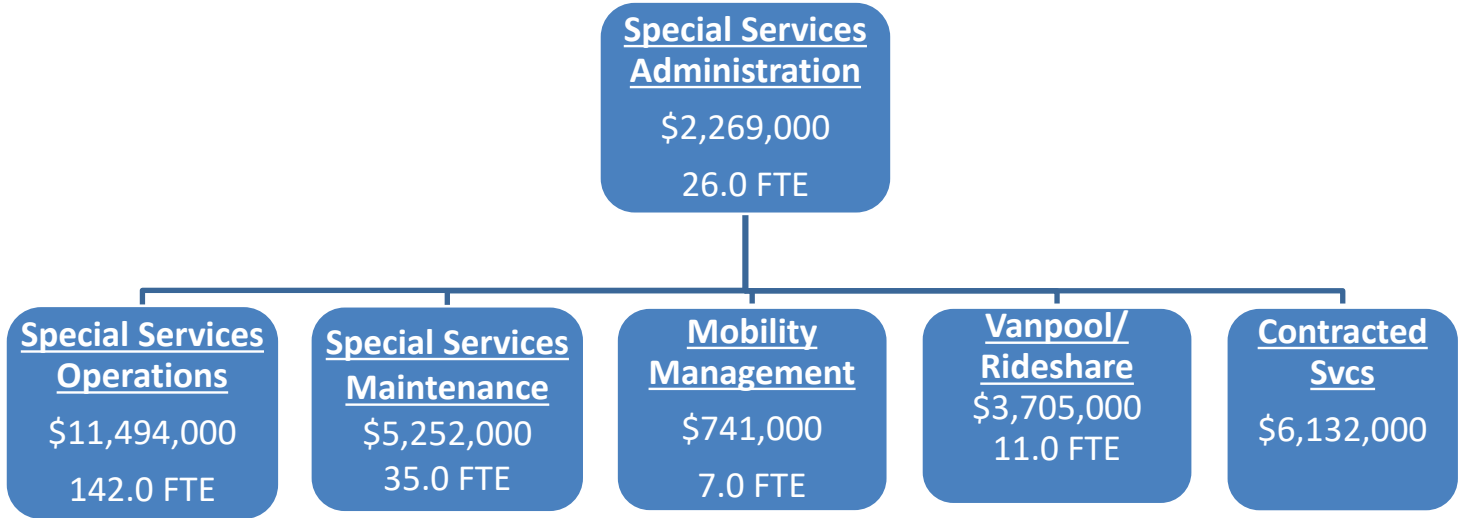 Special Services
Administration
$2,269,000
26.0 FTE
Special Services
Operations
$11,494,000
142.0 FTE
Special Services
Maintenance
$5,252,000
35.0 FTE
Mobility
Management
$741,000
7.0 FTE
Vanpool/
Rideshare
$3,705,000
11.0 FTE
Contracted
Svcs
$6,132,000